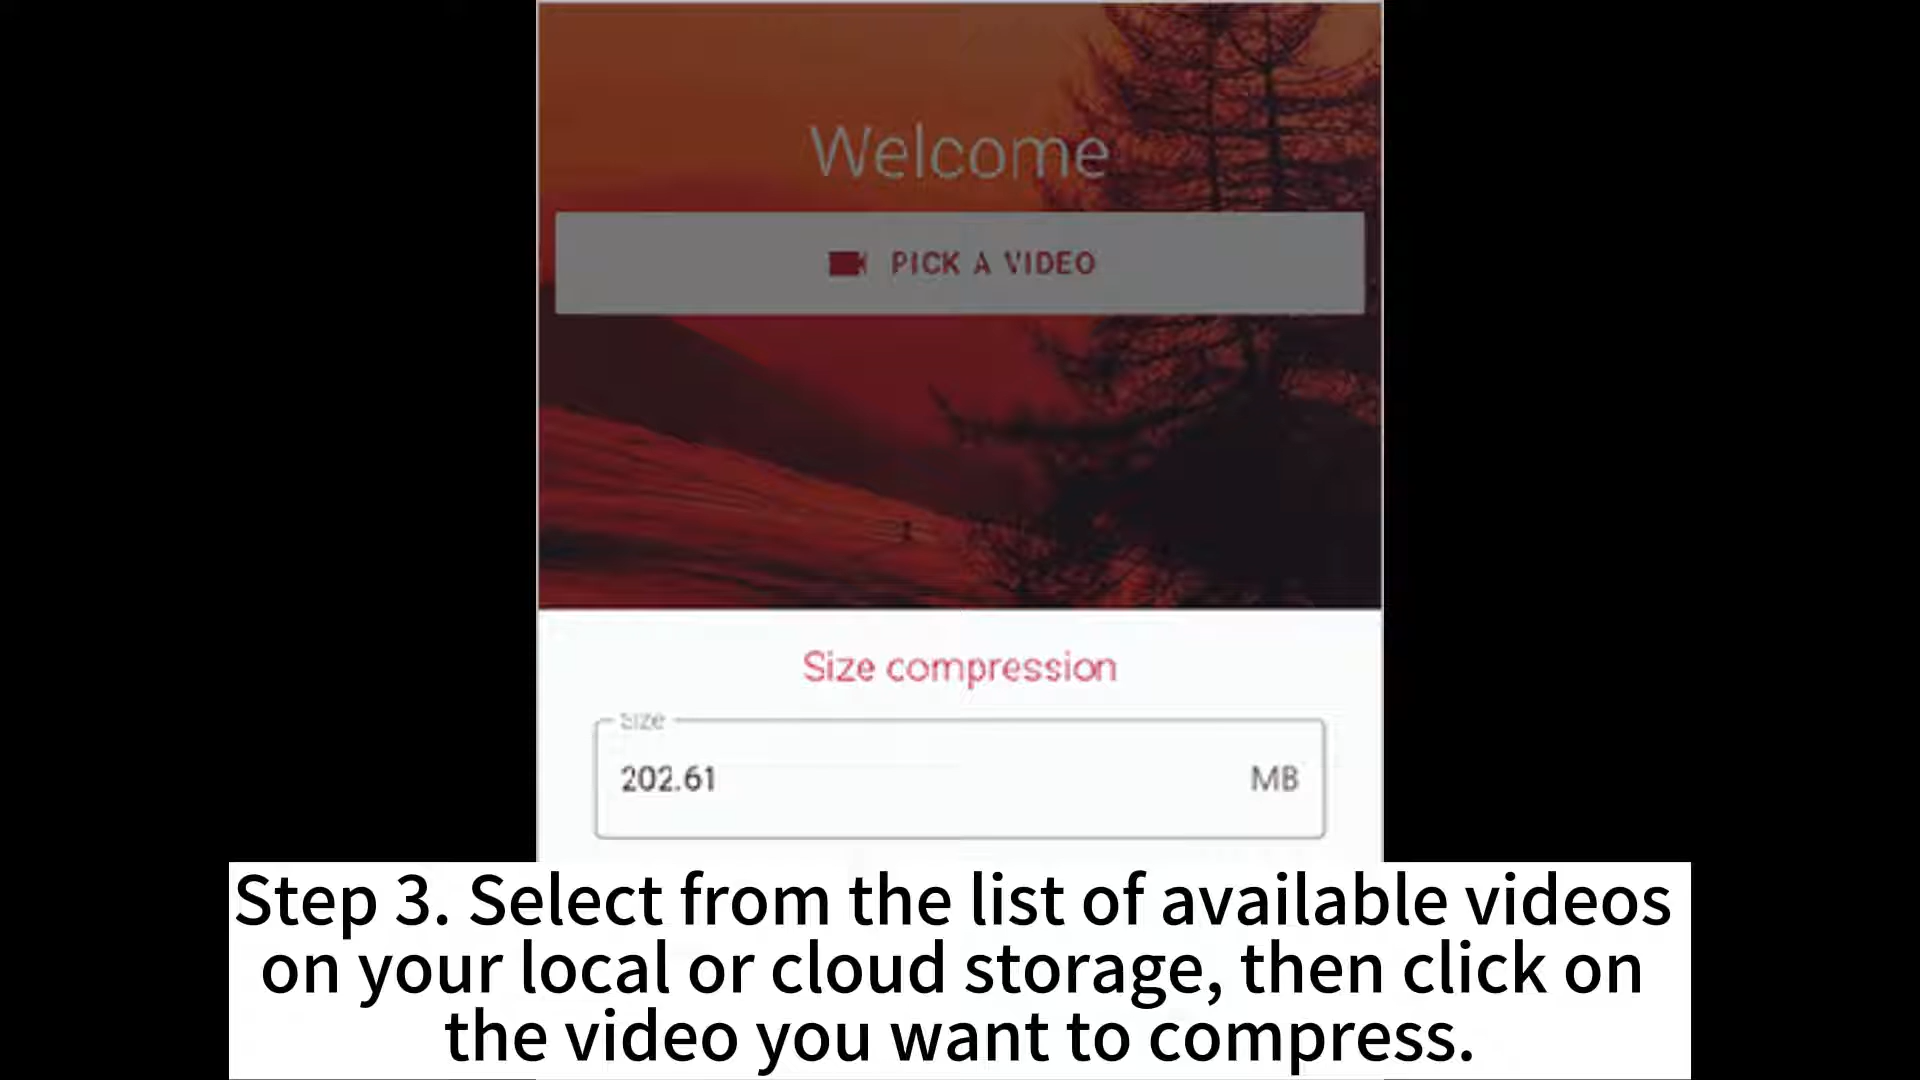 Welcome
PICK A VIDEO
Size compression
Size
202.61 MB
Step 3. Select from the list of available videos
on your local or cloud storage, then click on
the video you want to compress.